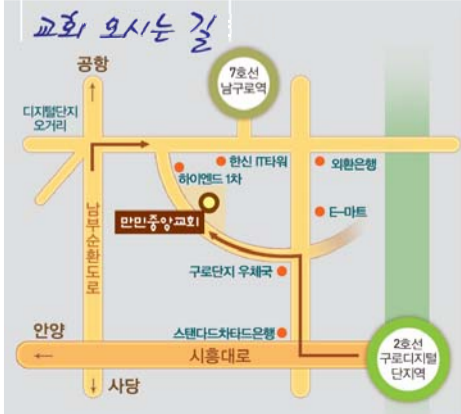 교회 오시는 길
공항
7호선
남구로역
디지털단지
오거리
한신 IT타워
외환은행
하이엔드 1차
E-마트
만민중앙교회
남부순환도로
구로단지 우체국
안양
스탠다드차타드은행
2호선
구로디지털
단지역
시흥대로
사당